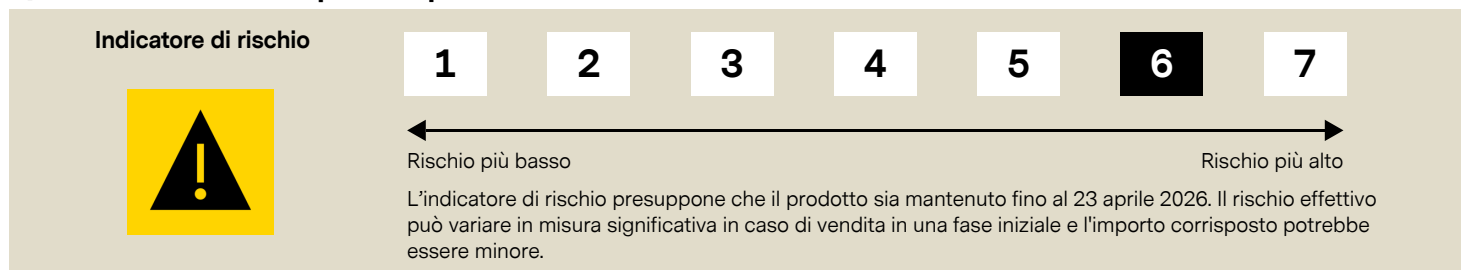 Indicatore di rischio
1 2 3 4 5 6 7
Rischio più basso
Rischio più alto
L'indicatore di rischio presuppone che il prodotto sia mantenuto fino al 23 aprile 2026. Il rischio effettivo
può variare in misura significativa in caso di vendita in una fase iniziale e l'importo corrisposto potrebbe
essere minore.